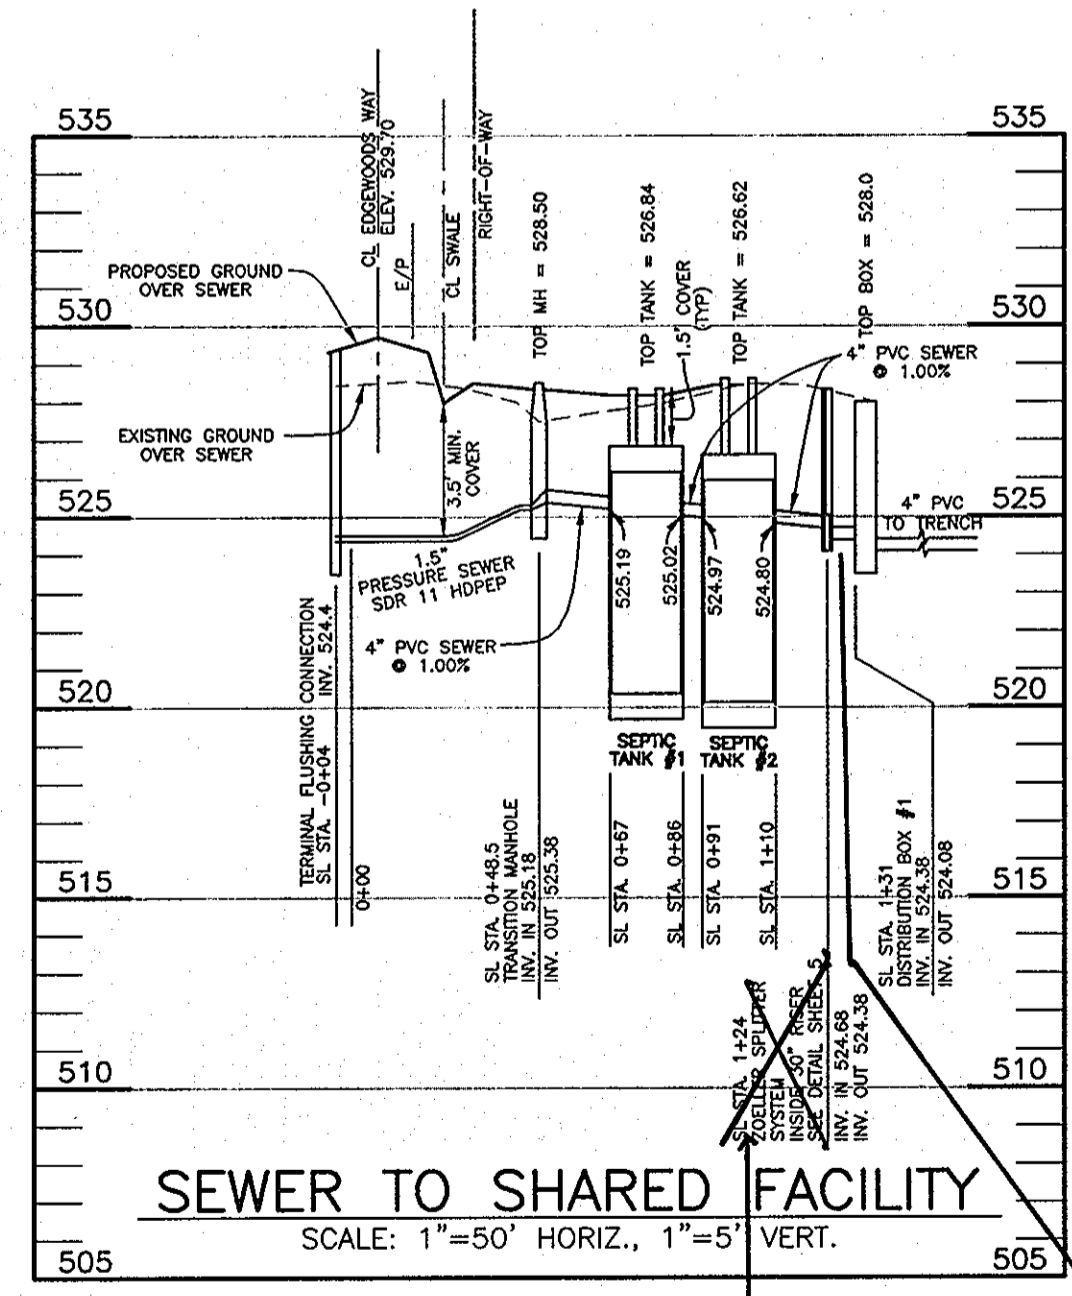 535
535
CL EDGEWOODS WAY
ELEV. 529.70
E/P
CL SWALE
RIGHT-OF-WAY
TOP MH = 528.50
TOP TANK = 526.84
1.5' COVER
(TYP)
TOP TANK = 526.62
TOP BOX = 528.0
PROPOSED GROUND
OVER SEWER
530
530
4" PVC SEWER
@ 1.00%
EXISTING GROUND
OVER SEWER
3.5' MIN.
COVER
525
525
4" PVC
TO TRENCH
1.5"
PRESSURE SEWER
SDR 11 HDPEP
525.19
525.02
524.97
524.80
4" PVC SEWER
@ 1.00%
520
520
TERMINAL FLUSHING CONNECTION
SL STA. -0+04 INV. 524.4
0+00
SEPTIC
TANK #1
SEPTIC
TANK #2
515
515
SL STA. 0+48.5
TRANSITION MANHOLE
INV. IN 525.18
INV. OUT 525.38
SL STA. 0+67
SL STA. 0+86
SL STA. 0+91
SL STA. 1+10
SL STA. 1+31
DISTRIBUTION BOX #1
INV. IN 524.38
INV. OUT 524.08
SL STA. 1+24
ZOELLER SPLITTER
SYSTEM
INSIDE 30" RISER
SEE DETAIL SHEET 5
INV. IN 524.68
INV. OUT 524.38
510
510
SEWER TO SHARED FACILITY
SCALE: 1"=50' HORIZ., 1"=5' VERT.
505
505